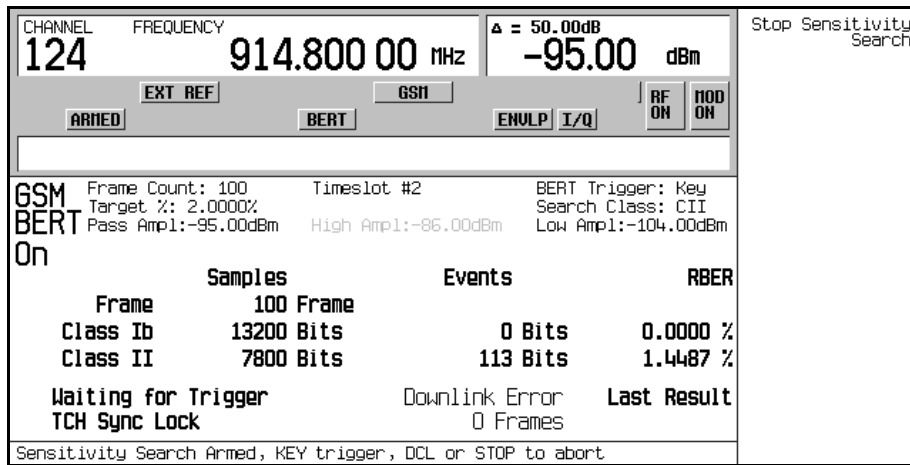 CHANNEL FREQUENCY Δ = 50.00dB
124 914.800 00 MHz -95.00 dBm
Stop Sensitivity
Search
EXT REF GSM RF ON MOD ON
ARMED BERT ENVLP I/Q
GSM BERT On
Frame Count: 100 Timeslot #2 BERT Trigger: Key
Target %: 2.0000% Search Class: CII
Pass Ampl:-95.00dBm High Ampl:-86.00dBm Low Ampl:-104.00dBm
Samples Events RBER
Frame 100 Frame
Class Ib 13200 Bits 0 Bits 0.0000 %
Class II 7800 Bits 113 Bits 1.4487 %
Waiting for Trigger Downlink Error Last Result
TCH Sync Lock 0 Frames
Sensitivity Search Armed, KEY trigger, DCL or STOP to abort